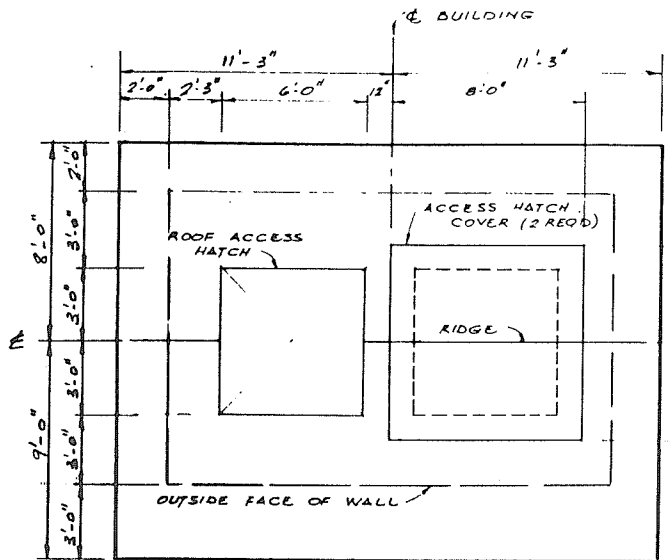 ℄ BUILDING
11'-3"
11'-3"
2'-0"
2'-3"
6'-0"
12"
8'-0"
2'-0"
8'-0"
3'-0"
ACCESS HATCH
COVER (2 REQD)
ROOF ACCESS
HATCH
3'-0"
RIDGE
3'-0"
9'-0"
3'-0"
OUTSIDE FACE OF WALL
3'-0"